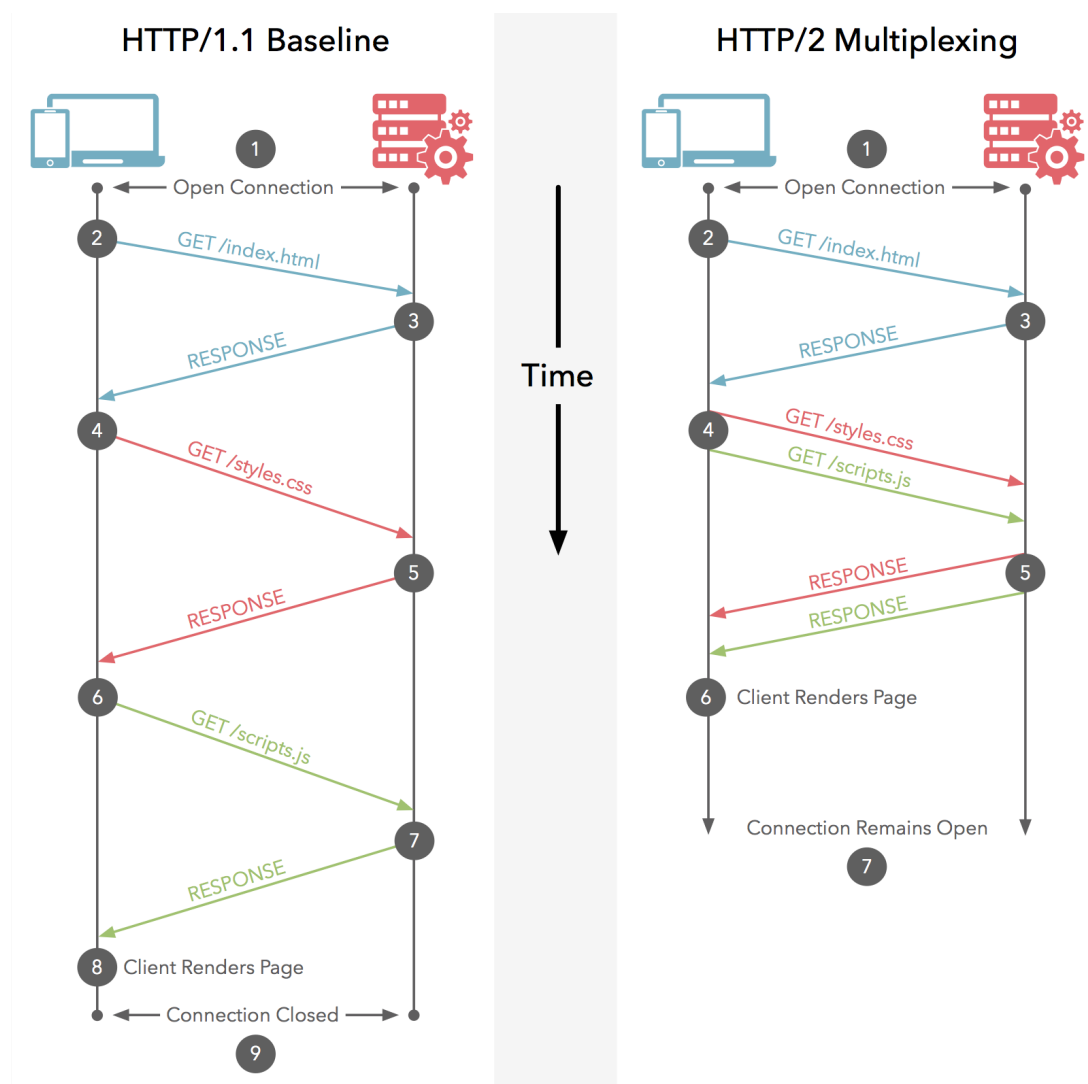 HTTP/1.1 Baseline
1
Open Connection
2
GET /index.html
3
RESPONSE
4
GET /styles.css
5
RESPONSE
6
GET /scripts.js
7
RESPONSE
8
Client Renders Page
Connection Closed
9
Time
HTTP/2 Multiplexing
1
Open Connection
2
GET /index.html
3
RESPONSE
4
GET /styles.css
GET /scripts.js
5
RESPONSE
RESPONSE
6
Client Renders Page
Connection Remains Open
7